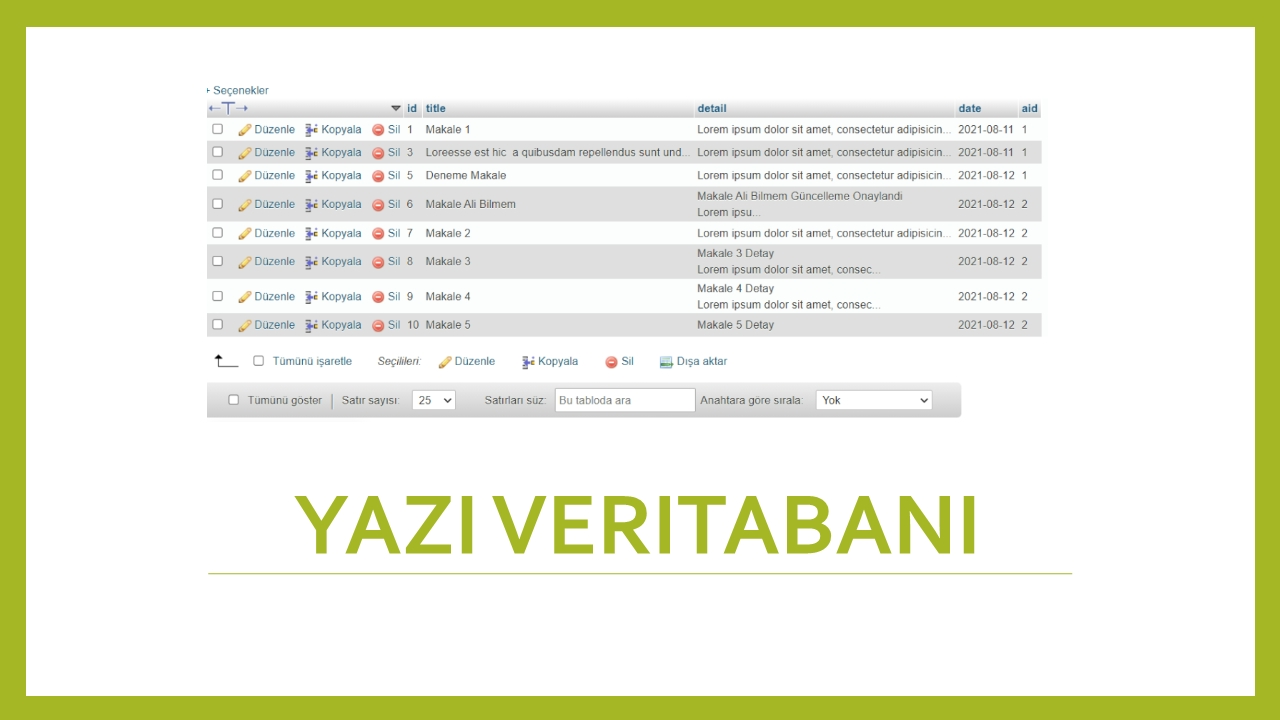 Seçenekler
id title detail date aid
Düzenle Kopyala Sil 1 Makale 1 Lorem ipsum dolor sit amet, consectetur adipisicin... 2021-08-11 1
Düzenle Kopyala Sil 3 Loreesse est hic a quibusdam repellendus sunt und... Lorem ipsum dolor sit amet, consectetur adipisicin... 2021-08-11 1
Düzenle Kopyala Sil 5 Deneme Makale Lorem ipsum dolor sit amet, consectetur adipisicin... 2021-08-12 1
Düzenle Kopyala Sil 6 Makale Ali Bilmem Makale Ali Bilmem Güncelleme Onaylandi 2021-08-12 2
Lorem ipsu...
Düzenle Kopyala Sil 7 Makale 2 Lorem ipsum dolor sit amet, consectetur adipisicin... 2021-08-12 2
Düzenle Kopyala Sil 8 Makale 3 Makale 3 Detay 2021-08-12 2
Lorem ipsum dolor sit amet, consec...
Düzenle Kopyala Sil 9 Makale 4 Makale 4 Detay 2021-08-12 2
Lorem ipsum dolor sit amet, consec...
Düzenle Kopyala Sil 10 Makale 5 Makale 5 Detay 2021-08-12 2
Tümünü işaretle Seçilileri: Düzenle Kopyala Sil Dışa aktar
Tümünü göster Satır sayısı: 25 Satırları süz: Bu tabloda ara Anahtara göre sırala: Yok
YAZI VERITABANI